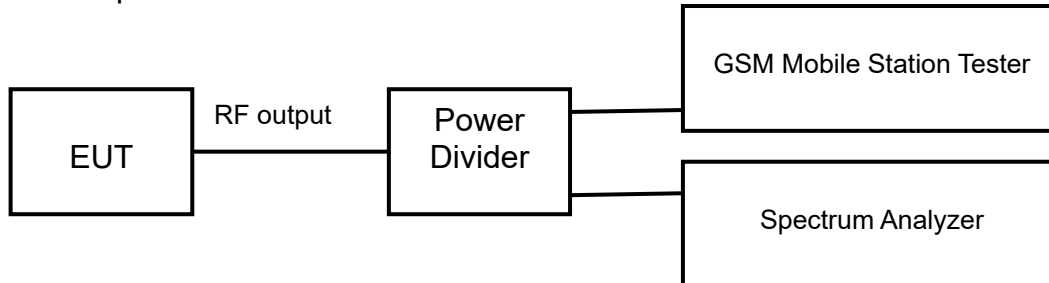 GSM Mobile Station Tester
RF output
EUT
Power
Divider
Spectrum Analyzer